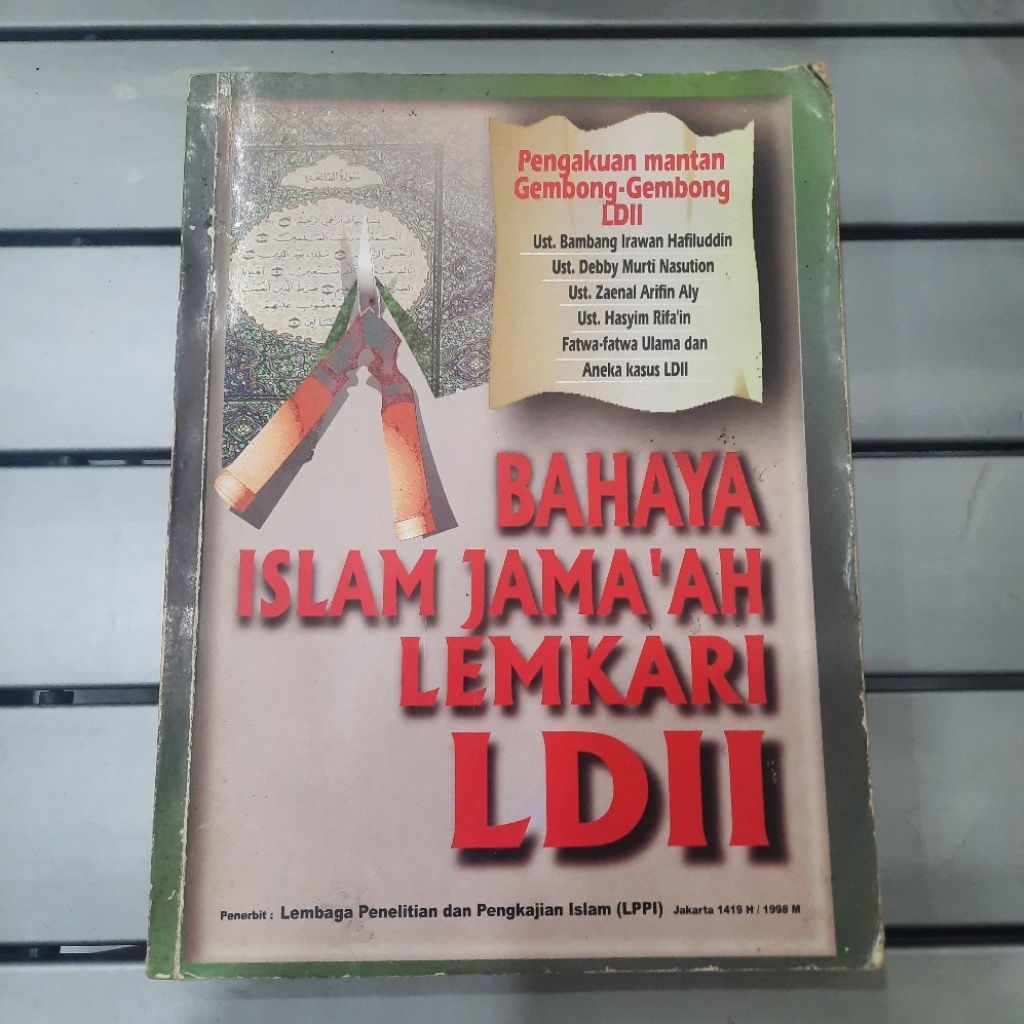 Pengakuan mantan
Gembong-Gembong
LDII
Ust. Bambang Irawan Hafiluddin
Ust. Debby Murti Nasution
Ust. Zaenal Arifin Aly
Ust. Hasyim Rifa'in
Fatwa-fatwa Ulama dan
Aneka kasus LDII
BAHAYA
ISLAM JAMA'AH
LEMKARI
LDII
Penerbit : Lembaga Penelitian dan Pengkajian Islam (LPPI) Jakarta 1419 H / 1998 M